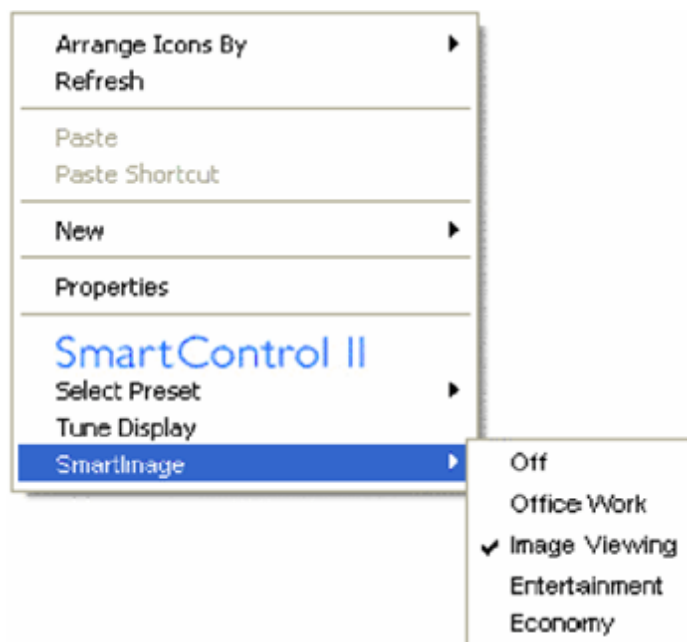 Arrange Icons By
Refresh
Paste
Paste Shortcut
New
Properties
SmartControl II
Select Preset
Tune Display
SmartImage
Off
Office Work
Image Viewing
Entertainment
Economy